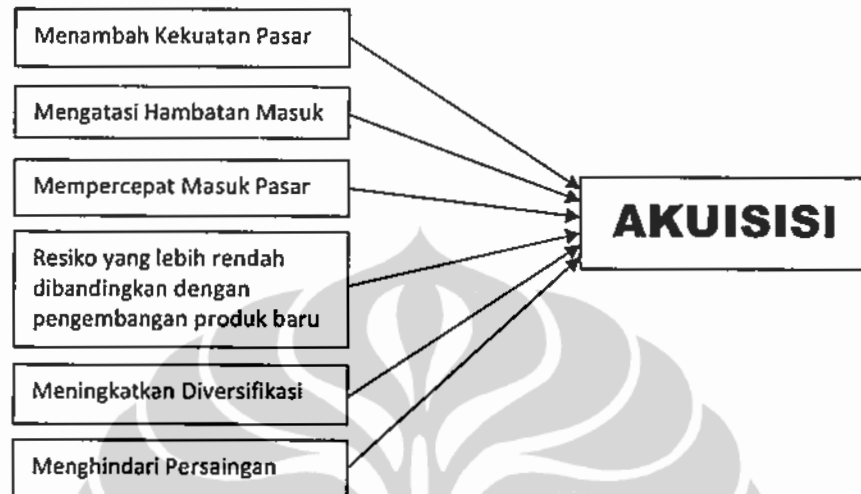 Menambah Kekuatan Pasar
Mengatasi Hambatan Masuk
Mempercepat Masuk Pasar
Resiko yang lebih rendah
dibandingkan dengan
pengembangan produk baru
Meningkatkan Diversifikasi
Menghindari Persaingan
AKUISISI